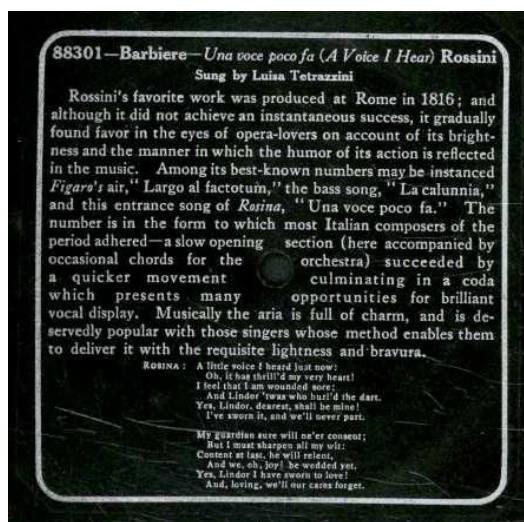 88301—Barbiere—Una voce poco fa (A Voice I Hear) Rossini
Sung by Luisa Tetrazzini
Rossini's favorite work was produced at Rome in 1816; and
although it did not achieve an instantaneous success, it gradually
found favor in the eyes of opera-lovers on account of its bright-
ness and the manner in which the humor of its action is reflected
in the music. Among its best-known numbers may be instanced
Figaro's air, "Largo al factotum," the bass song, "La calunnia,"
and this entrance song of Rosina, "Una voce poco fa." The
number is in the form to which most Italian composers of the
period adhered—a slow opening section (here accompanied by
occasional chords for the orchestra) succeeded by
a quicker movement culminating in a coda
which presents many opportunities for brilliant
vocal display. Musically the aria is full of charm, and is de-
servedly popular with those singers whose method enables them
to deliver it with the requisite lightness and bravura.
ROSINA: A little voice I heard just now:
Oh, it has thrill'd my very heart!
I feel that I am wounded sore;
And Lindor 'twas who hurl'd the dart.
Yes, Lindor, dearest, shall be mine!
I've sworn it, and we'll never part.
My guardian sure will ne'er consent;
But I must sharpen all my wit:
Content at last, he will relent,
And we, oh, joy! be wedded yet.
Yes, Lindor I have sworn to love!
And, loving, we'll our cares forget.